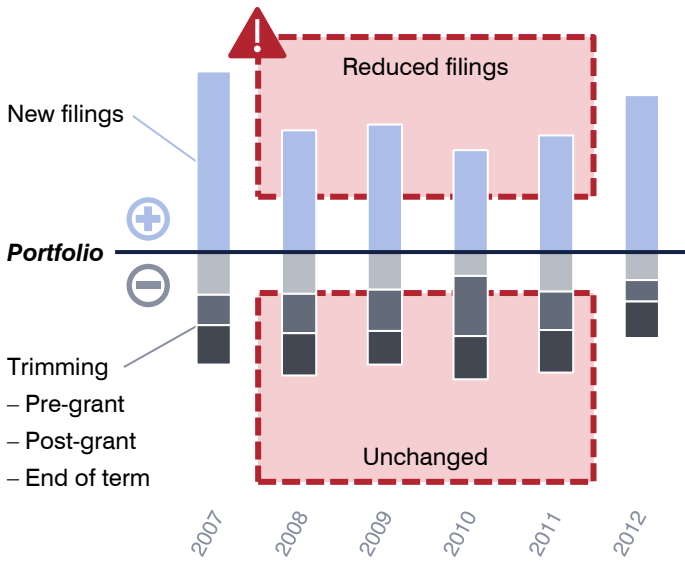 !
Reduced filings
New filings
Portfolio
Trimming
– Pre-grant
– Post-grant
– End of term
Unchanged
2007
2008
2009
2010
2011
2012